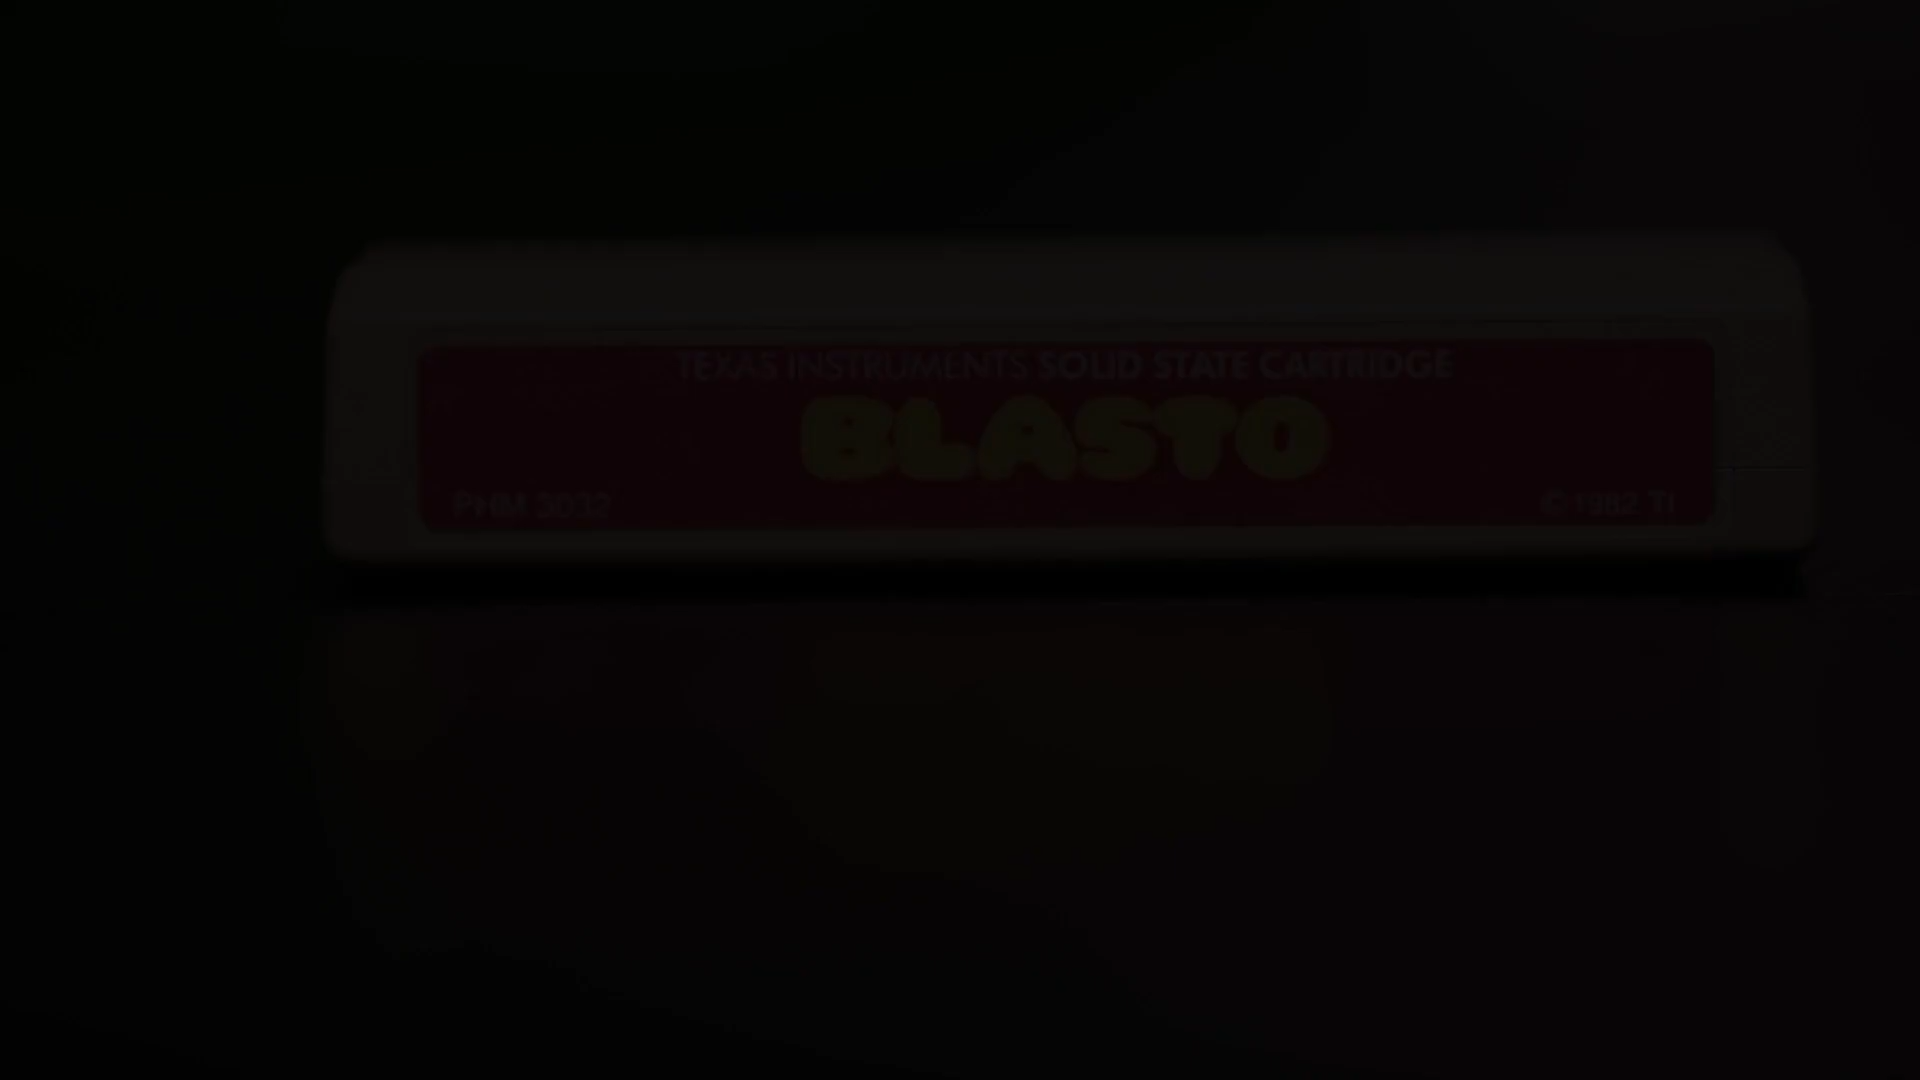 TEXAS INSTRUMENTS SOLID STATE CARTRIDGE
BLASTO
PHM 3032
© 1982 TI